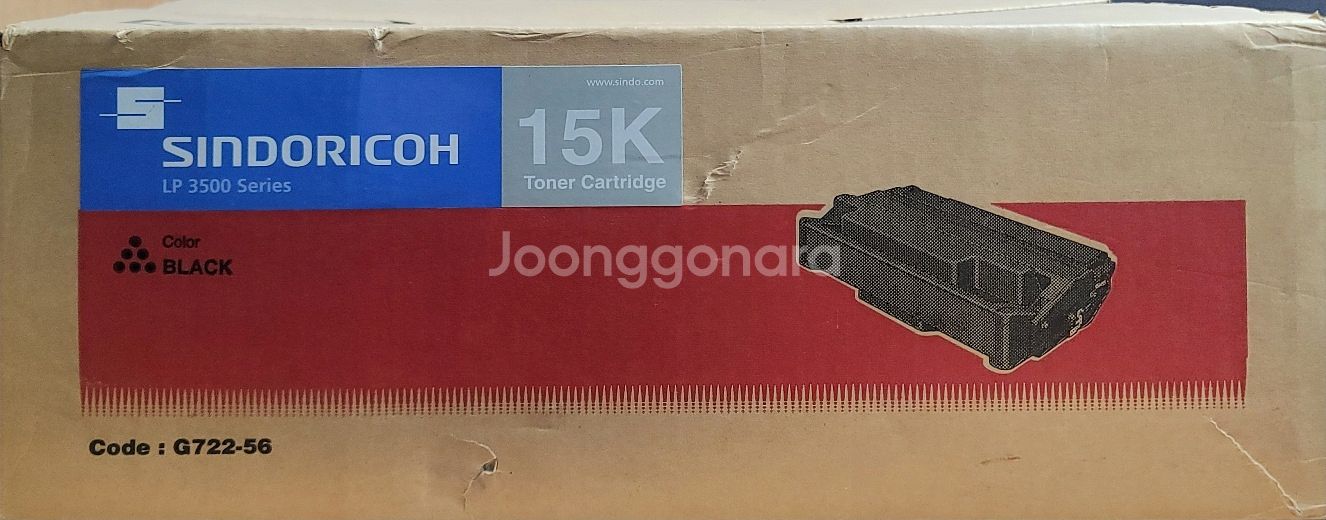 www.sindo.com
SINDORICOH
15K
LP 3500 Series
Toner Cartridge
Color
BLACK
Joonggonara
Code : G722-56